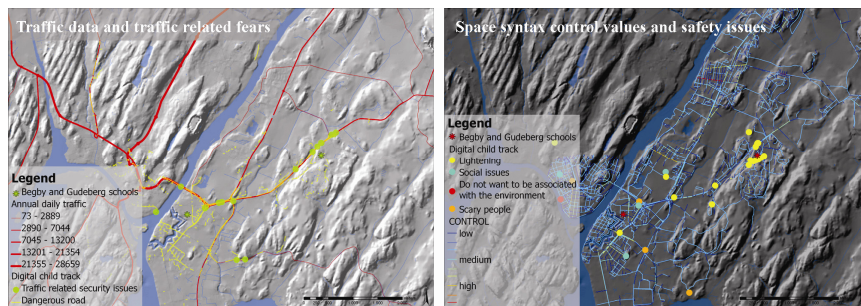 Traffic data and traffic related fears
Legend
Begby and Gudeberg schools
Annual daily traffic
73 - 2889
2890 - 7044
7045 - 13200
13201 - 21354
21355 - 28659
Digital child track
Traffic related security issues
Dangerous road
Space syntax control values and safety issues
Legend
Begby and Gudeberg schools
Digital child track
Lightening
Social issues
Do not want to be associated
with the environment
Scary people
CONTROL
low
medium
high